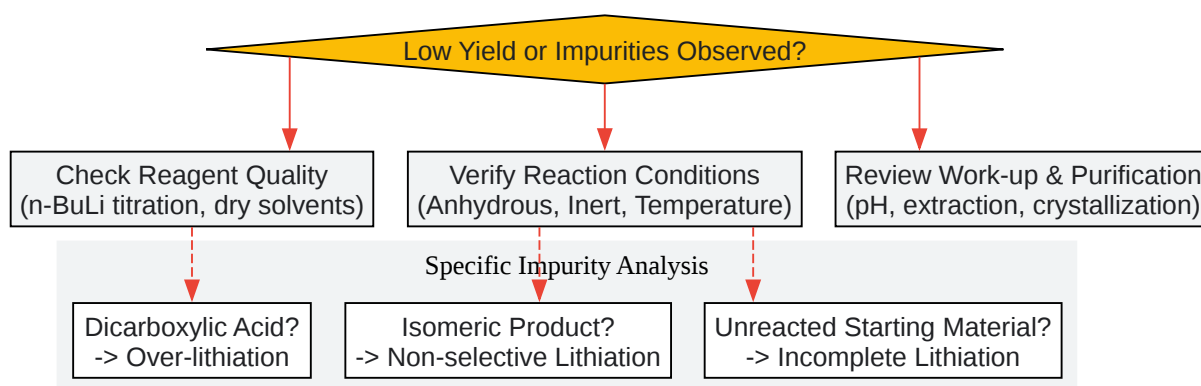 Low Yield or Impurities Observed?
Check Reagent Quality
(n-BuLi titration, dry solvents)
Verify Reaction Conditions
(Anhydrous, Inert, Temperature)
Review Work-up & Purification
(pH, extraction, crystallization)
Specific Impurity Analysis
Dicarboxylic Acid?
-> Over-lithiation
Isomeric Product?
-> Non-selective Lithiation
Unreacted Starting Material?
-> Incomplete Lithiation